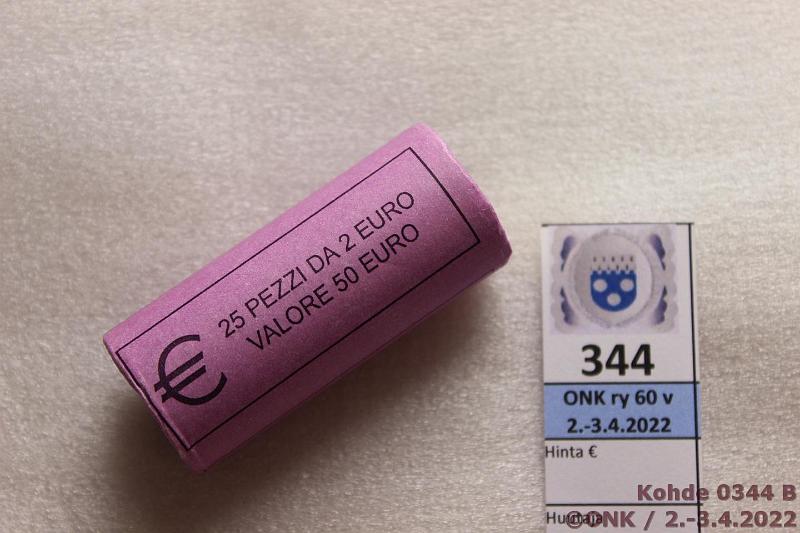 25 PEZZI DA 2 EURO
VALORE 50 EURO
€
344
ONK ry 60 v
2.-3.4.2022
Hinta €
Huutaja
Kohde 0344 B
©ONK / 2.-3.4.2022